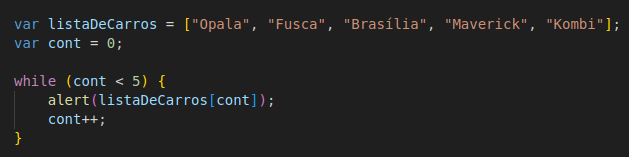 var listaDeCarros = ["Opala", "Fusca", "Brasília", "Maverick", "Kombi"];
var cont = 0;
while (cont < 5) {
alert(listaDeCarros[cont]);
cont++;
}